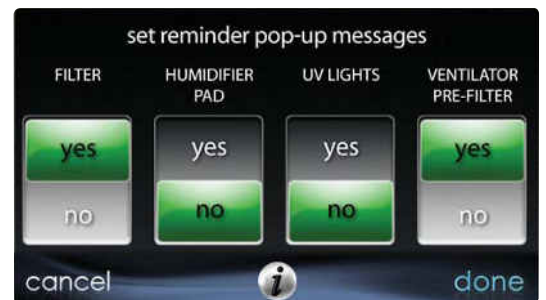 set reminder pop-up messages
FILTER
HUMIDIFIER
PAD
UV LIGHTS
VENTILATOR
PRE-FILTER
yes
yes
yes
yes
no
no
no
no
cancel
i
done